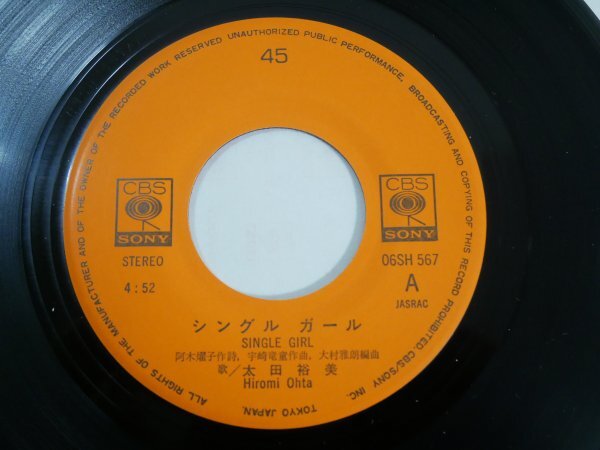 45
ALL RIGHTS OF THE MANUFACTURER AND OF THE OWNER OF THE RECORDED WORK RESERVED UNAUTHORIZED PUBLIC PERFORMANCE, BROADCASTING AND COPYING OF THIS RECORD PROHIBITED. CBS/SONY INC. TOKYO JAPAN.
CBS
SONY
CBS
SONY
STEREO
4:52
06SH 567
A
JASRAC
シングル ガール
SINGLE GIRL
阿木燿子作詩, 宇崎竜童作曲, 大村雅朗編曲
歌／太田裕美
Hiromi Ohta